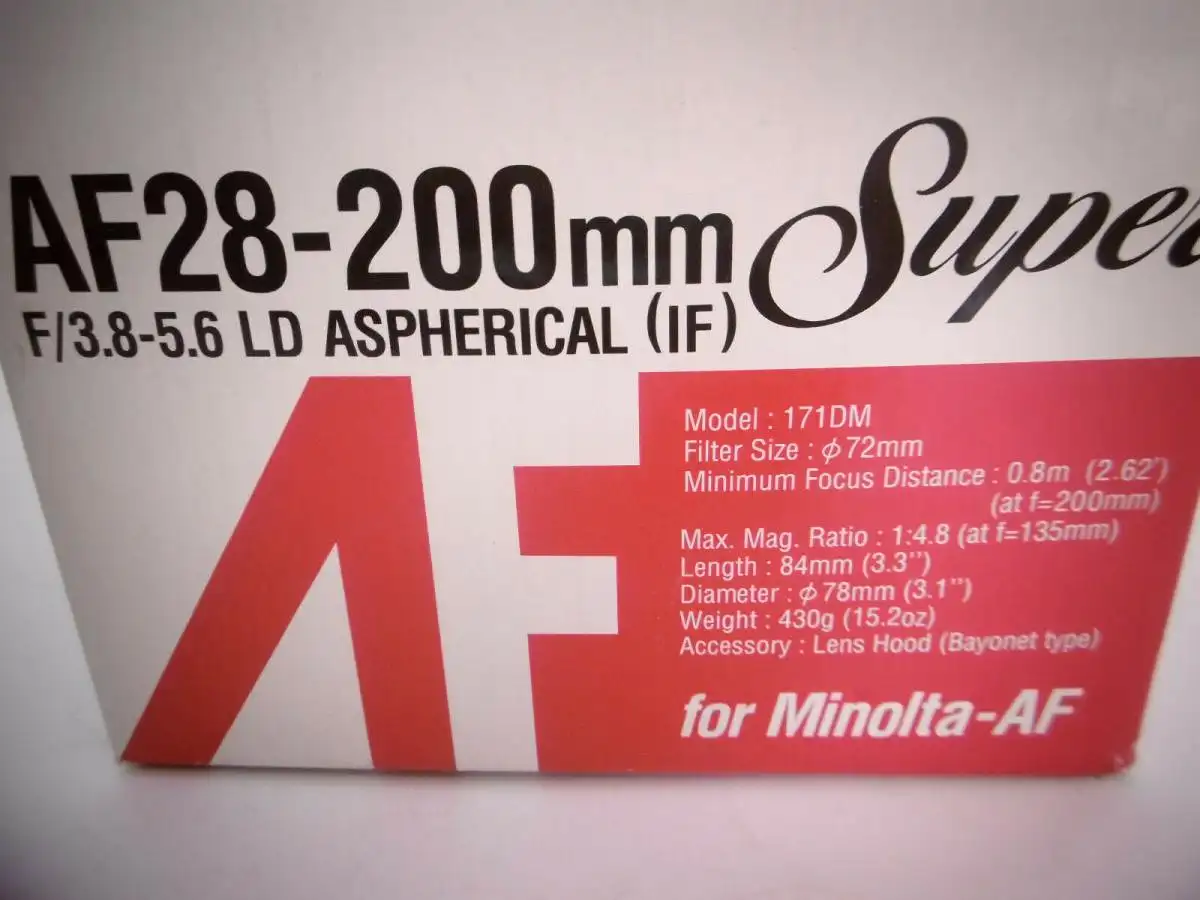 AF28-200mm Super
F/3.8-5.6 LD ASPHERICAL (IF)
AF
Model : 171DM
Filter Size : ϕ72mm
Minimum Focus Distance : 0.8m (2.62')
(at f=200mm)
Max. Mag. Ratio : 1:4.8 (at f=135mm)
Length : 84mm (3.3")
Diameter : ϕ78mm (3.1")
Weight : 430g (15.2oz)
Accessory : Lens Hood (Bayonet type)
for Minolta-AF